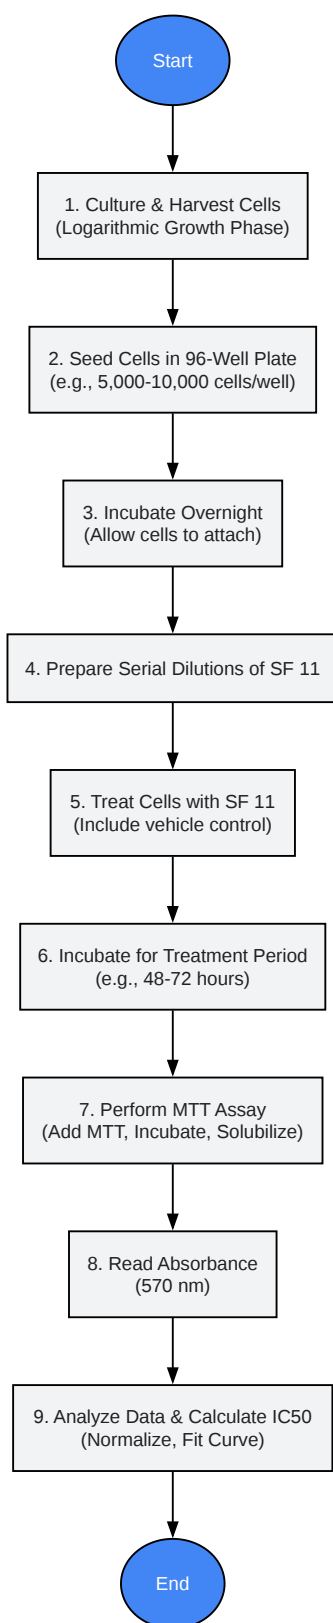 Start
1. Culture & Harvest Cells
(Logarithmic Growth Phase)
2. Seed Cells in 96-Well Plate
(e.g., 5,000-10,000 cells/well)
3. Incubate Overnight
(Allow cells to attach)
4. Prepare Serial Dilutions of SF 11
5. Treat Cells with SF 11
(Include vehicle control)
6. Incubate for Treatment Period
(e.g., 48-72 hours)
7. Perform MTT Assay
(Add MTT, Incubate, Solubilize)
8. Read Absorbance
(570 nm)
9. Analyze Data & Calculate IC50
(Normalize, Fit Curve)
End